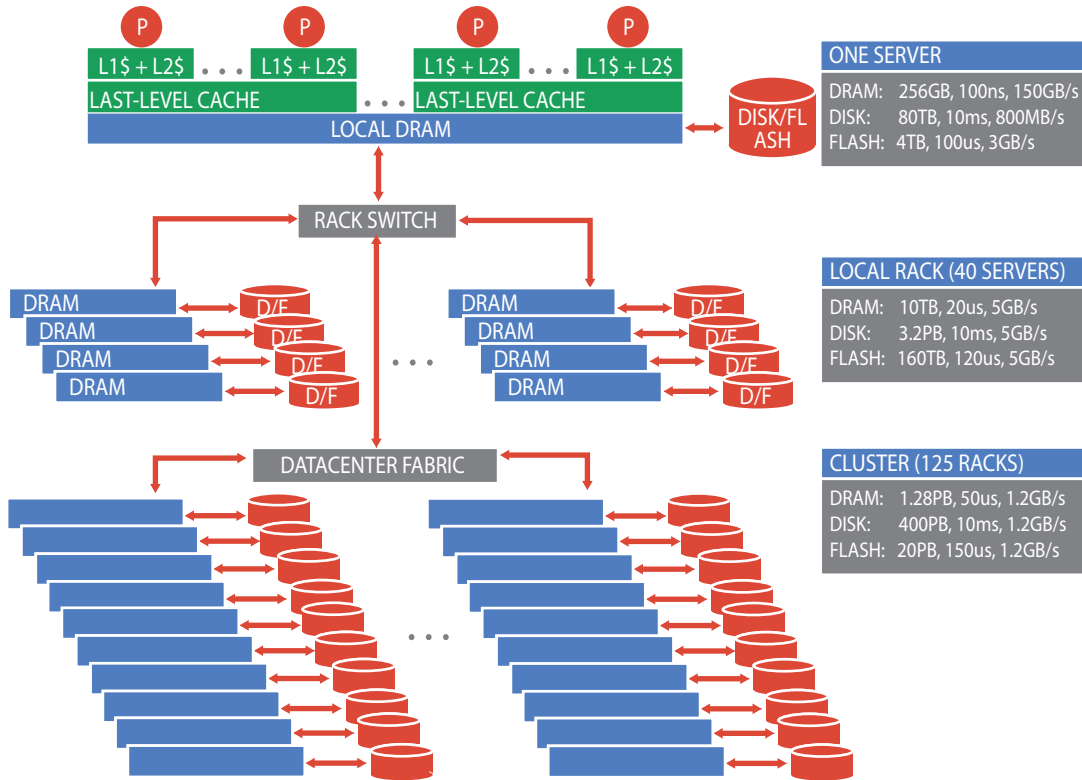 P P P P
L1$ + L2$ L1$ + L2$ L1$ + L2$ L1$ + L2$
LAST-LEVEL CACHE LAST-LEVEL CACHE
LOCAL DRAM
DISK/FL
ASH
ONE SERVER
DRAM: 256GB, 100ns, 150GB/s
DISK: 80TB, 10ms, 800MB/s
FLASH: 4TB, 100us, 3GB/s
RACK SWITCH
DRAM D/F DRAM D/F
DRAM D/F DRAM D/F
DRAM D/F DRAM D/F
DRAM D/F DRAM D/F
LOCAL RACK (40 SERVERS)
DRAM: 10TB, 20us, 5GB/s
DISK: 3.2PB, 10ms, 5GB/s
FLASH: 160TB, 120us, 5GB/s
DATACENTER FABRIC
CLUSTER (125 RACKS)
DRAM: 1.28PB, 50us, 1.2GB/s
DISK: 400PB, 10ms, 1.2GB/s
FLASH: 20PB, 150us, 1.2GB/s